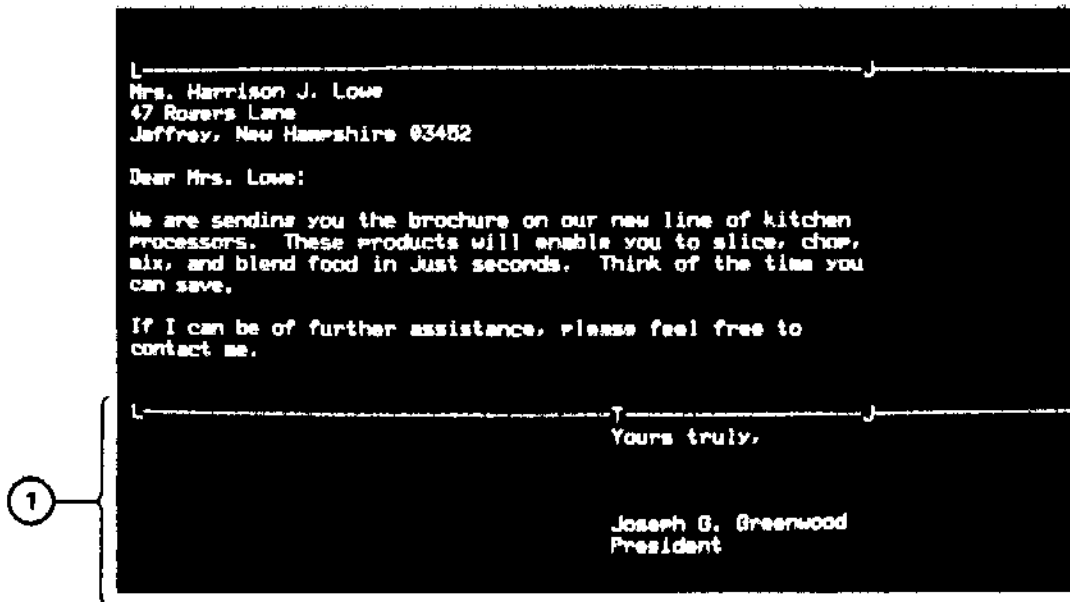 L J
Mrs. Harrison J. Lowe
47 Rogers Lane
Jaffrey, New Hampshire 03452
Dear Mrs. Lowe:
We are sending you the brochure on our new line of kitchen
processors. These products will enable you to slice, chop,
mix, and blend food in just seconds. Think of the time you
can save.
If I can be of further assistance, please feel free to
contact me.
L T J
Yours truly,
1
Joseph G. Greenwood
President